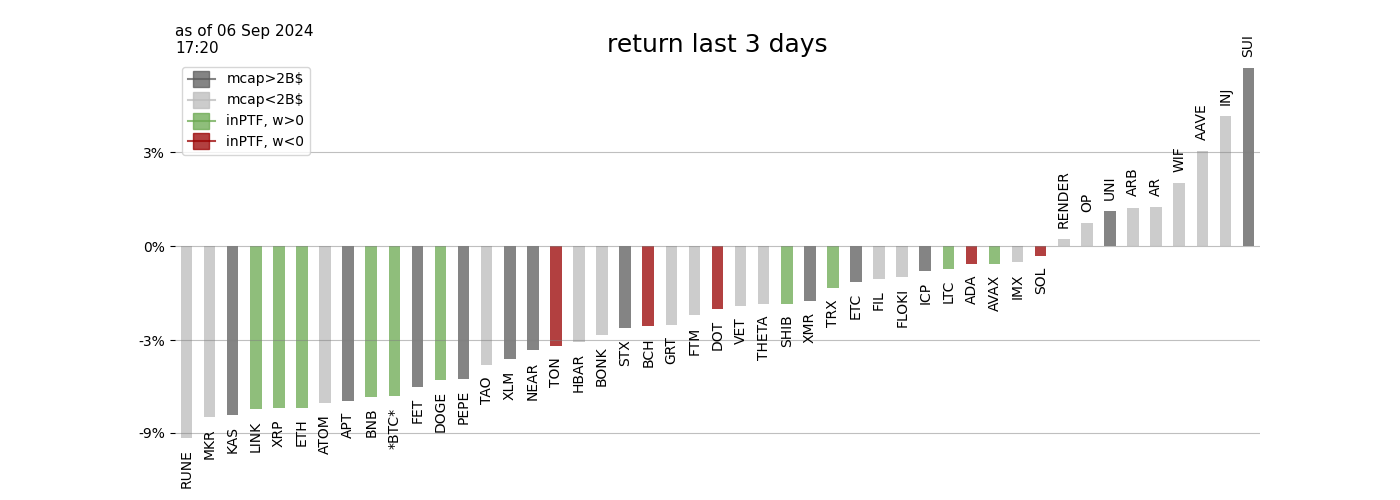 as of 06 Sep 2024
17:20
return last 3 days
mcap>2B$
mcap<2B$
inPTF, w>0
inPTF, w<0
3%
0%
-3%
-9%
RUNE
MKR
KAS
LINK
XRP
ETH
ATOM
APT
BNB
*BTC*
FET
DOGE
PEPE
TAO
XLM
NEAR
TON
HBAR
BONK
STX
BCH
GRT
FTM
DOT
VET
THETA
SHIB
XMR
TRX
ETC
FIL
FLOKI
ICP
LTC
ADA
AVAX
IMX
SOL
RENDER
OP
UNI
ARB
AR
WIF
AAVE
INJ
SUI